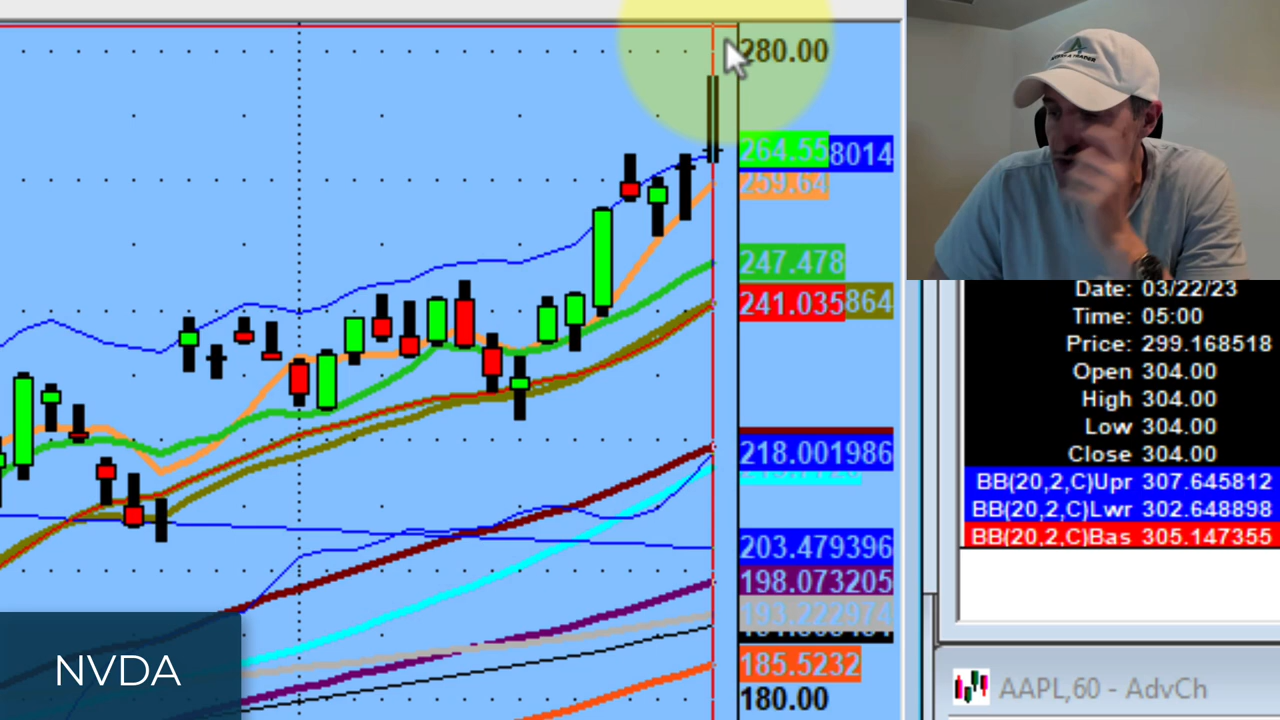 280.00
264.55 8014
259.64
247.478
241.035 864
218.001986
203.479396
198.073205
193.222974
185.5232
180.00
NVDA
Date: 03/22/23
Time: 05:00
Price: 299.168518
Open 304.00
High 304.00
Low 304.00
Close 304.00
BB(20,2,C)Upr 307.645812
BB(20,2,C)Lwr 302.648898
BB(20,2,C)Bas 305.147355
AAPL,60 - AdvCh